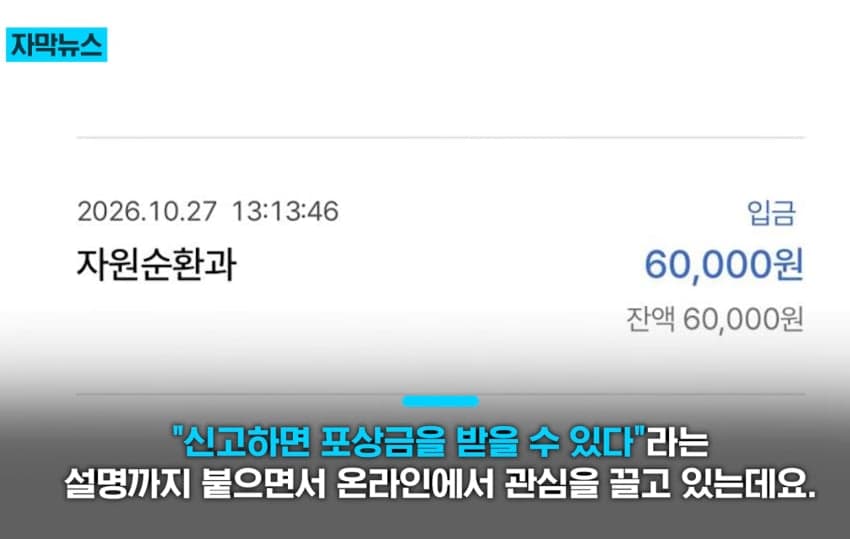 자막뉴스
2026.10.27 13:13:46
입금
자원순환과
60,000원
잔액 60,000원
"신고하면 포상금을 받을 수 있다"라는
설명까지 붙으면서 온라인에서 관심을 끌고 있는데요.